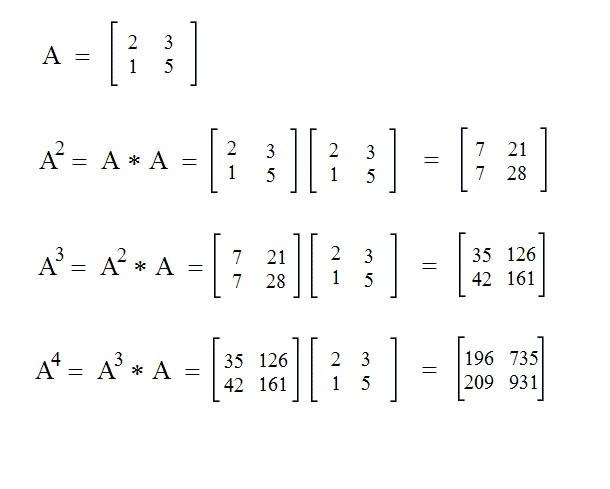 A = [ 2 3
1 5 ]
A² = A * A = [ 2 3
1 5 ] [ 2 3
1 5 ] = [ 7 21
7 28 ]
A³ = A² * A = [ 7 21
7 28 ] [ 2 3
1 5 ] = [ 35 126
42 161 ]
A⁴ = A³ * A = [ 35 126
42 161 ] [ 2 3
1 5 ] = [ 196 735
209 931 ]